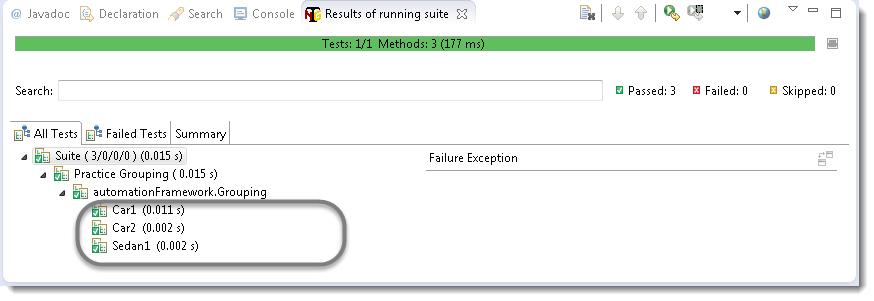 @ Javadoc Declaration Search Console Results of running suite
Tests: 1/1 Methods: 3 (177 ms)
Search: Passed: 3 Failed: 0 Skipped: 0
All Tests Failed Tests Summary
Suite ( 3/0/0/0 ) (0.015 s) Failure Exception
Practice Grouping ( 0.015 s)
automationFramework.Grouping
Car1 (0.011 s)
Car2 (0.002 s)
Sedan1 (0.002 s)